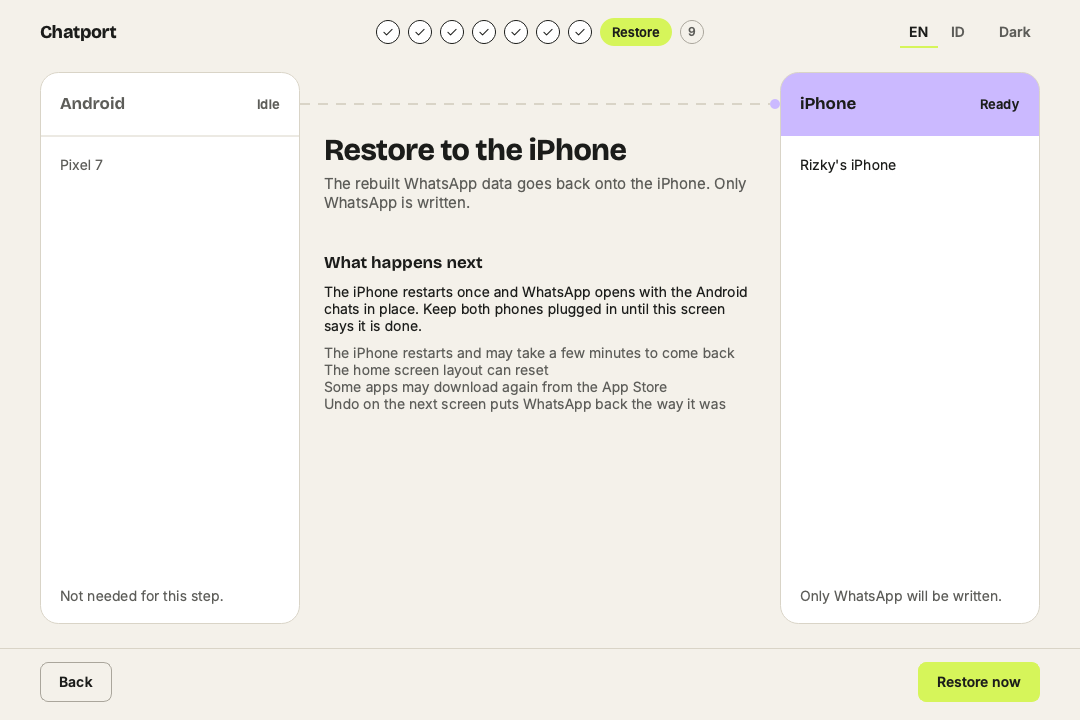 Chatport
Restore
9
EN
ID
Dark
Android
Idle
Pixel 7
Not needed for this step.
Restore to the iPhone
The rebuilt WhatsApp data goes back onto the iPhone. Only
WhatsApp is written.
What happens next
The iPhone restarts once and WhatsApp opens with the Android
chats in place. Keep both phones plugged in until this screen
says it is done.
The iPhone restarts and may take a few minutes to come back
The home screen layout can reset
Some apps may download again from the App Store
Undo on the next screen puts WhatsApp back the way it was
iPhone
Ready
Rizky's iPhone
Only WhatsApp will be written.
Back
Restore now